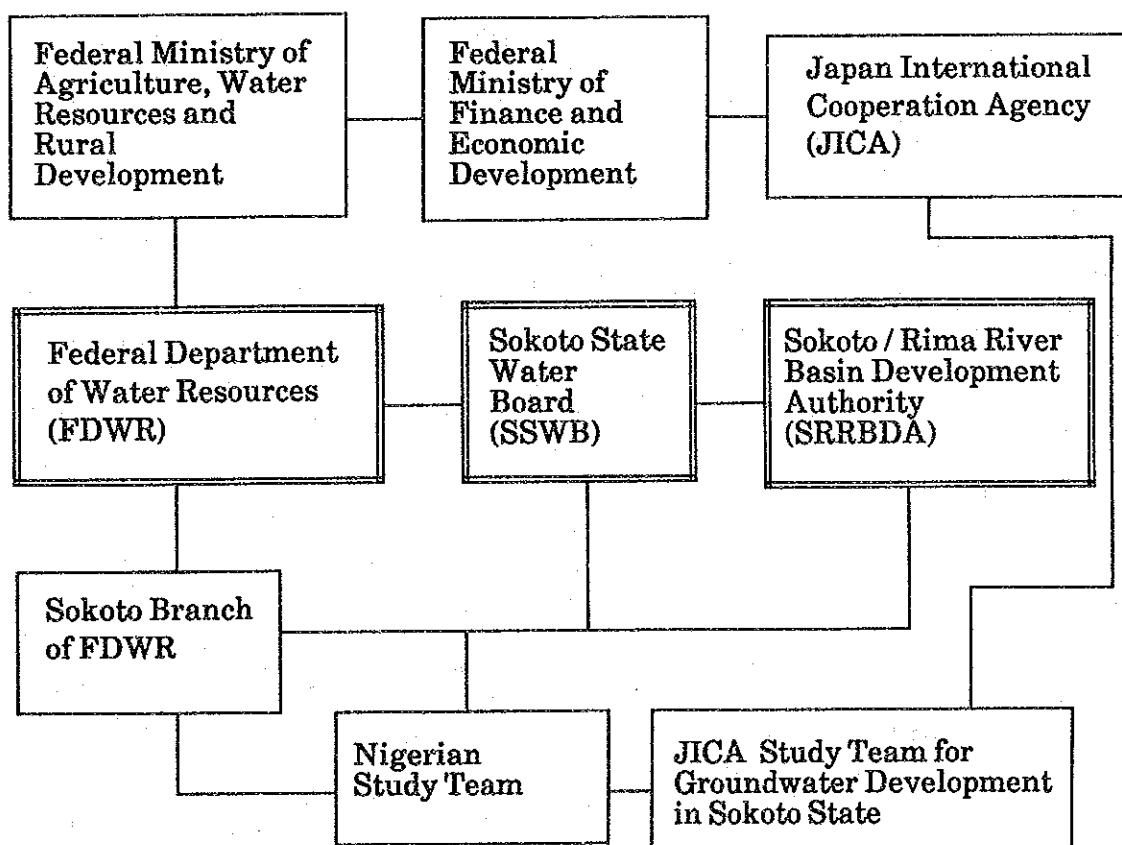 Federal Ministry of
Agriculture, Water
Resources and
Rural
Development
Federal
Ministry of
Finance and
Economic
Development
Japan International
Cooperation Agency
(JICA)
Federal Department
of Water Resources
(FDWR)
Sokoto State
Water
Board
(SSWB)
Sokoto / Rima River
Basin Development
Authority
(SRRBDA)
Sokoto Branch
of FDWR
Nigerian
Study Team
JICA Study Team for
Groundwater Development
in Sokoto State